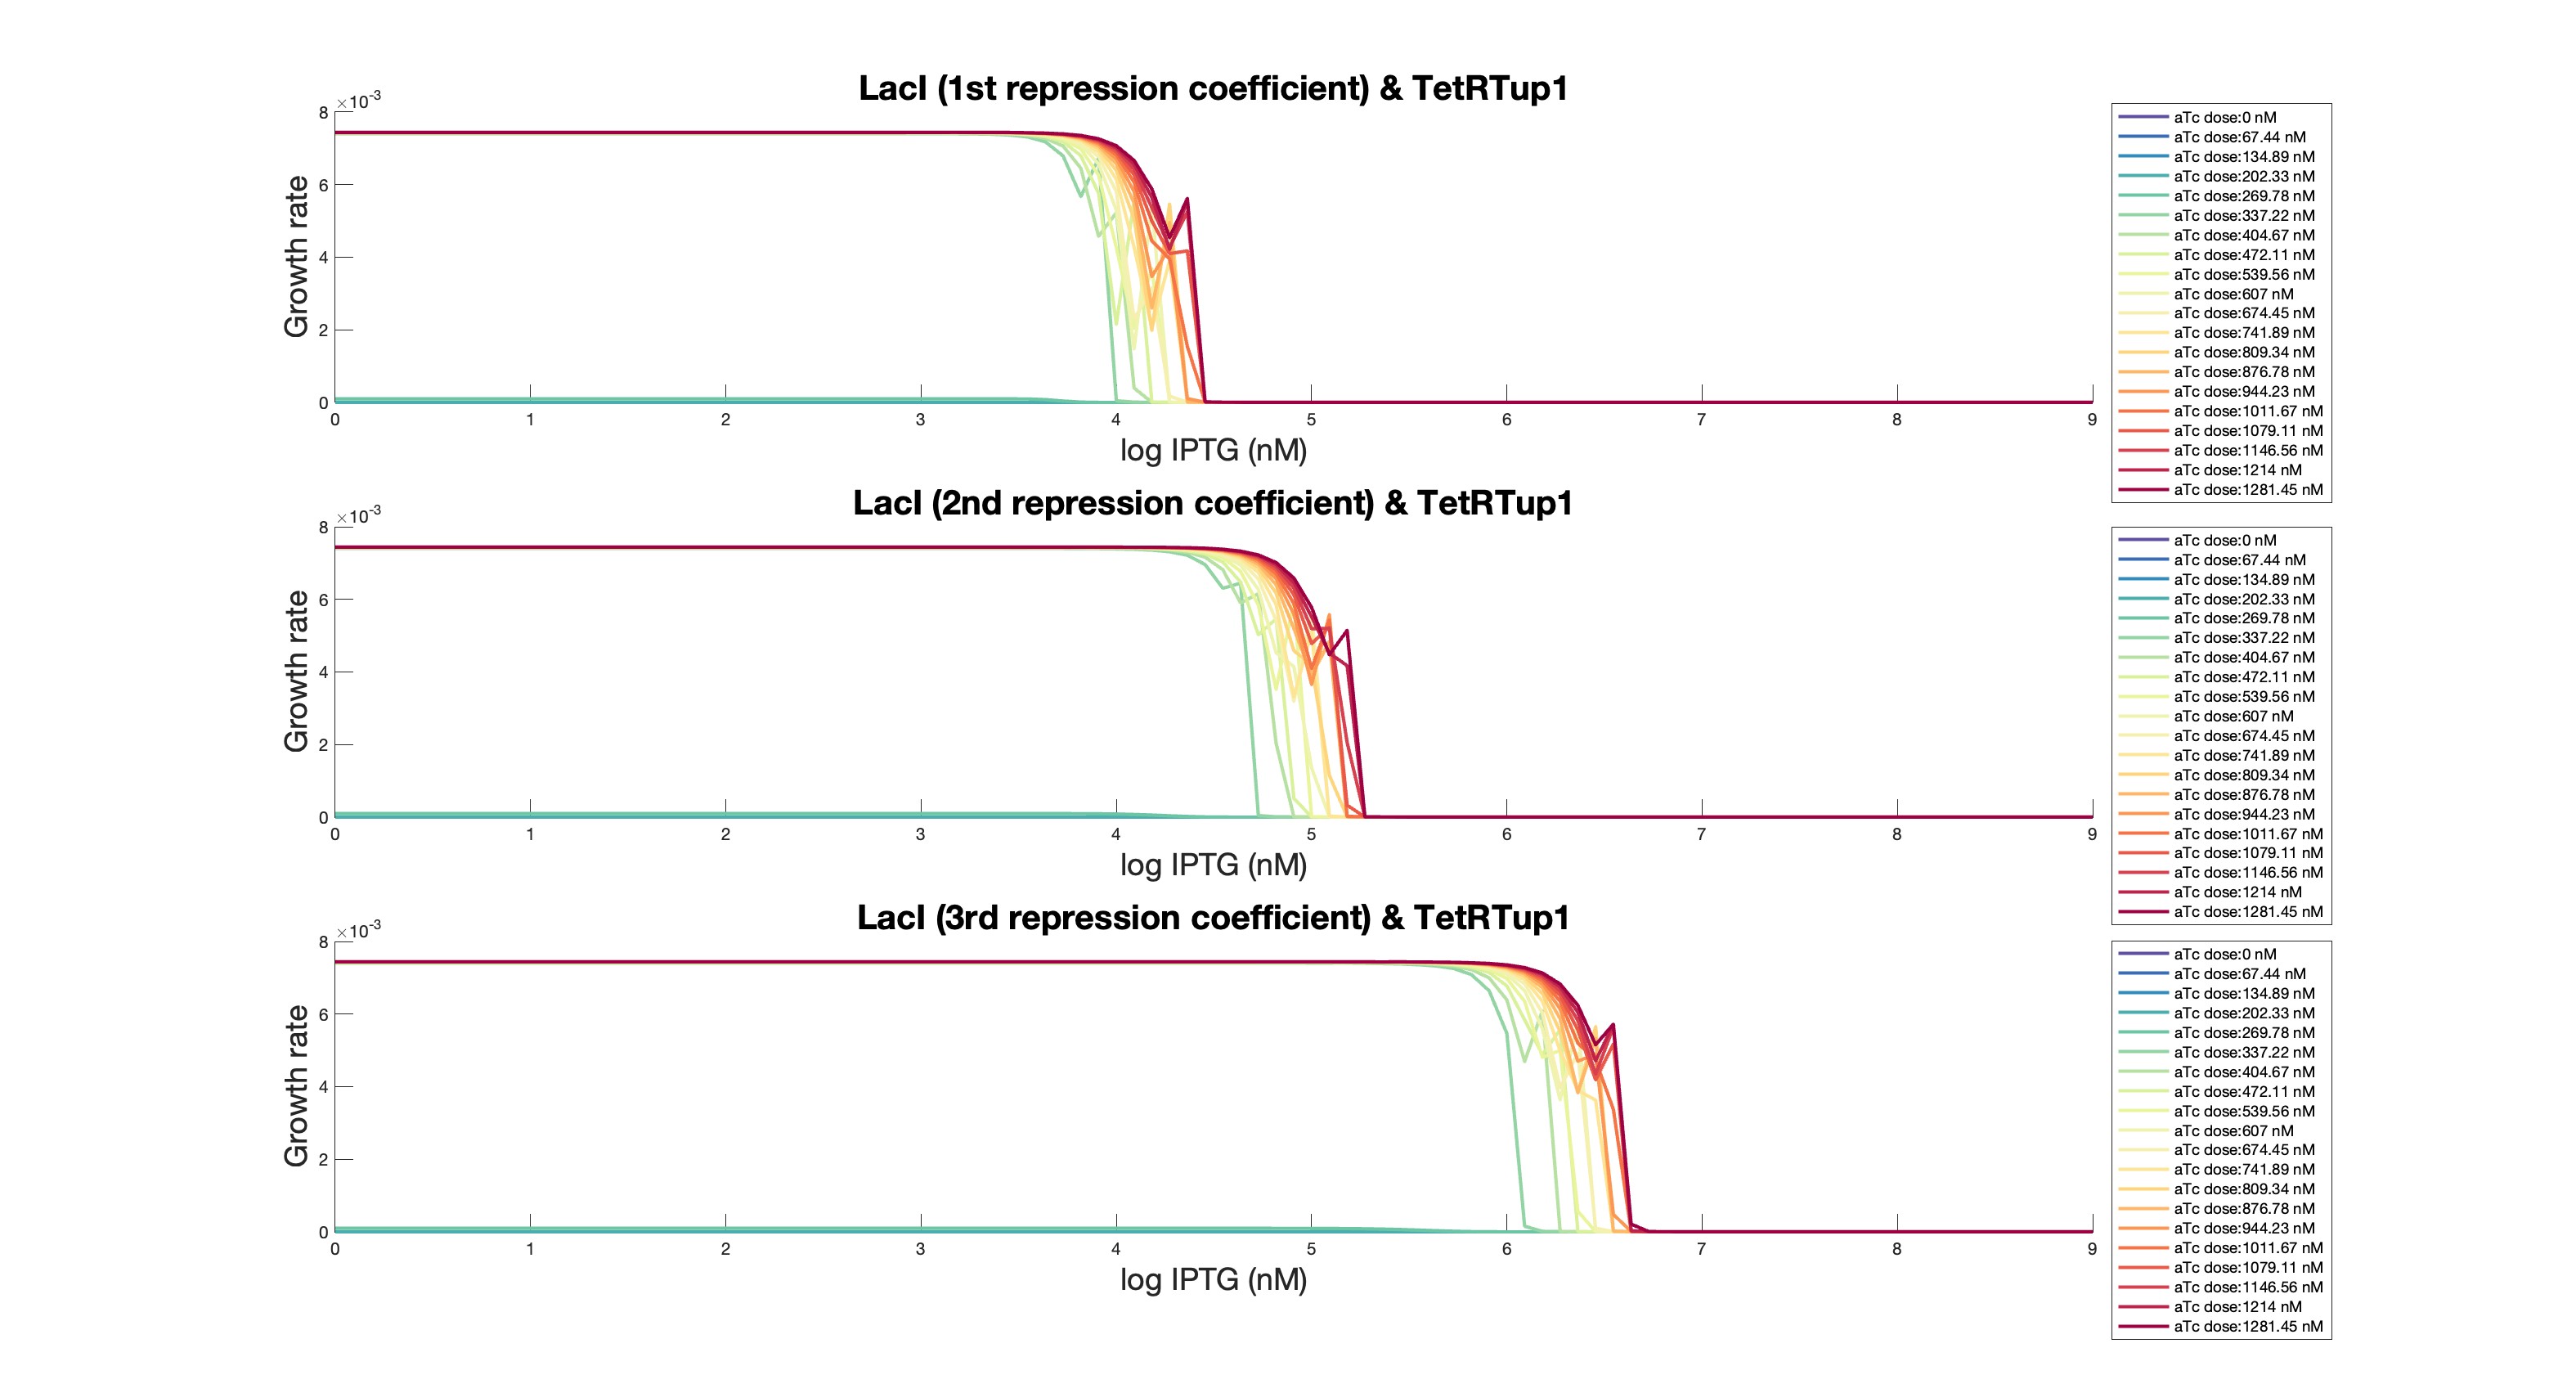 LacI (1st repression coefficient) & TetRTup1
×10-3
8
6
4
2
0
Growth rate
0 1 2 3 4 5 6 7 8 9
log IPTG (nM)
aTc dose:0 nM
aTc dose:67.44 nM
aTc dose:134.89 nM
aTc dose:202.33 nM
aTc dose:269.78 nM
aTc dose:337.22 nM
aTc dose:404.67 nM
aTc dose:472.11 nM
aTc dose:539.56 nM
aTc dose:607 nM
aTc dose:674.45 nM
aTc dose:741.89 nM
aTc dose:809.34 nM
aTc dose:876.78 nM
aTc dose:944.23 nM
aTc dose:1011.67 nM
aTc dose:1079.11 nM
aTc dose:1146.56 nM
aTc dose:1214 nM
aTc dose:1281.45 nM
LacI (2nd repression coefficient) & TetRTup1
×10-3
8
6
4
2
0
Growth rate
0 1 2 3 4 5 6 7 8 9
log IPTG (nM)
aTc dose:0 nM
aTc dose:67.44 nM
aTc dose:134.89 nM
aTc dose:202.33 nM
aTc dose:269.78 nM
aTc dose:337.22 nM
aTc dose:404.67 nM
aTc dose:472.11 nM
aTc dose:539.56 nM
aTc dose:607 nM
aTc dose:674.45 nM
aTc dose:741.89 nM
aTc dose:809.34 nM
aTc dose:876.78 nM
aTc dose:944.23 nM
aTc dose:1011.67 nM
aTc dose:1079.11 nM
aTc dose:1146.56 nM
aTc dose:1214 nM
aTc dose:1281.45 nM
LacI (3rd repression coefficient) & TetRTup1
×10-3
8
6
4
2
0
Growth rate
0 1 2 3 4 5 6 7 8 9
log IPTG (nM)
aTc dose:0 nM
aTc dose:67.44 nM
aTc dose:134.89 nM
aTc dose:202.33 nM
aTc dose:269.78 nM
aTc dose:337.22 nM
aTc dose:404.67 nM
aTc dose:472.11 nM
aTc dose:539.56 nM
aTc dose:607 nM
aTc dose:674.45 nM
aTc dose:741.89 nM
aTc dose:809.34 nM
aTc dose:876.78 nM
aTc dose:944.23 nM
aTc dose:1011.67 nM
aTc dose:1079.11 nM
aTc dose:1146.56 nM
aTc dose:1214 nM
aTc dose:1281.45 nM